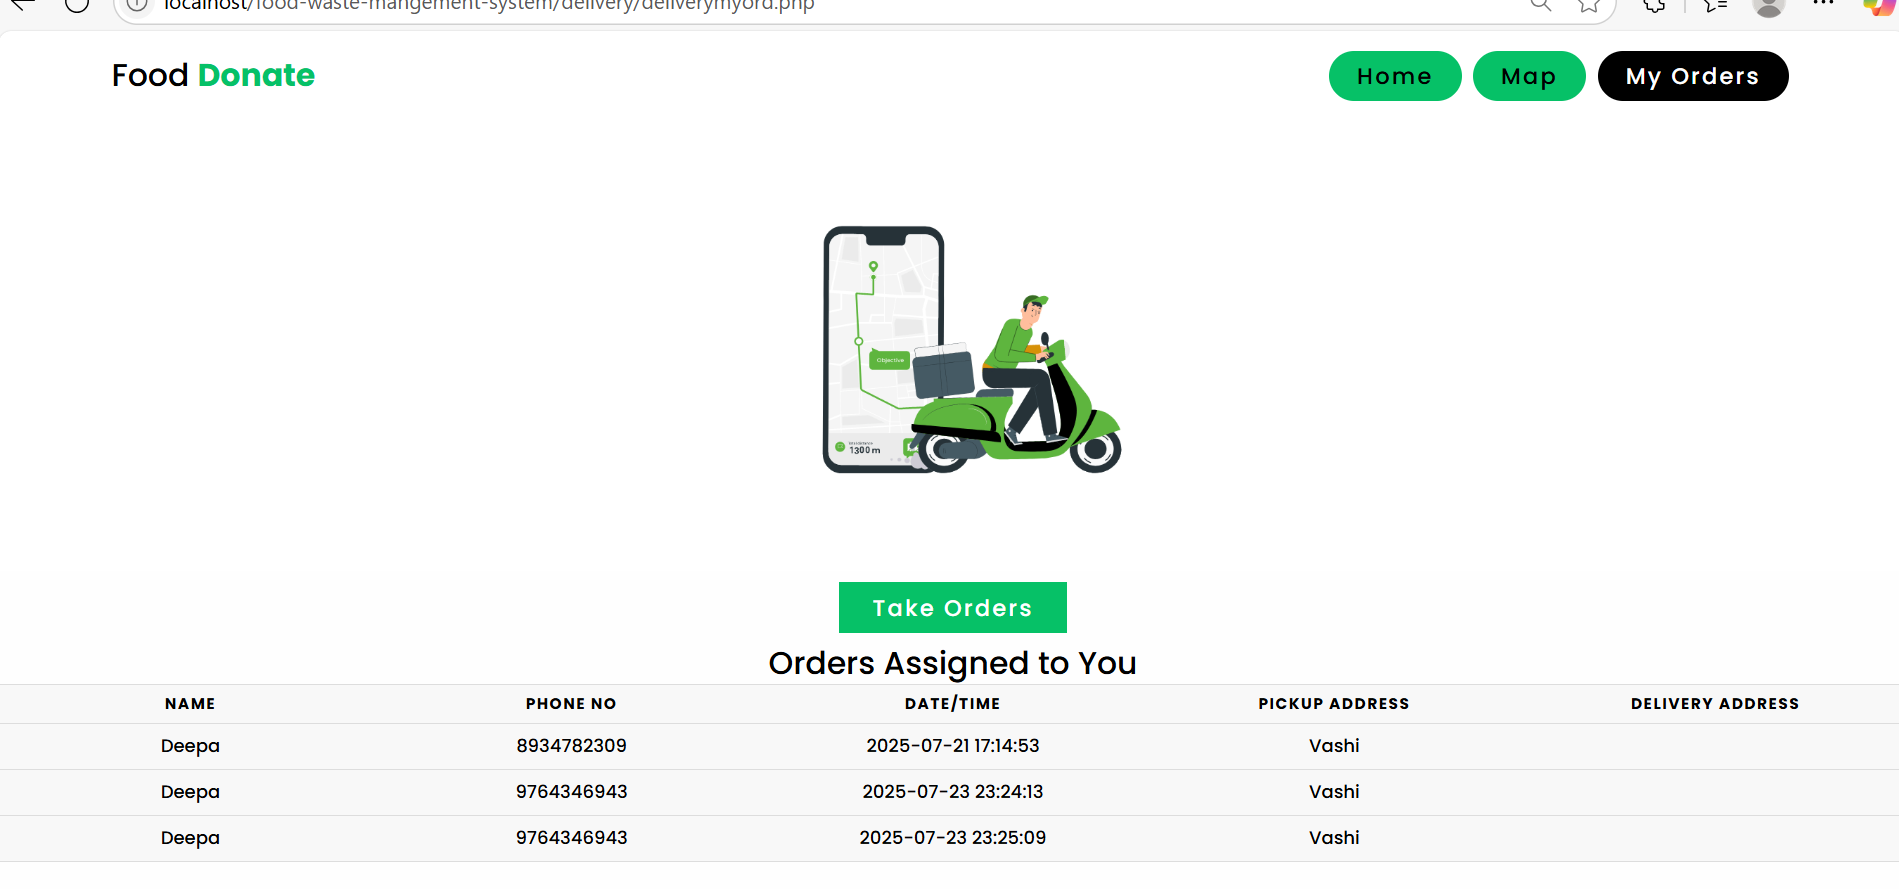 localhost/food-waste-mangement-system/delivery/deliverymyord.php
Food Donate
Home Map My Orders
Objective
1300 m
Take Orders
Orders Assigned to You
NAME PHONE NO DATE/TIME PICKUP ADDRESS DELIVERY ADDRESS
Deepa 8934782309 2025-07-21 17:14:53 Vashi
Deepa 9764346943 2025-07-23 23:24:13 Vashi
Deepa 9764346943 2025-07-23 23:25:09 Vashi